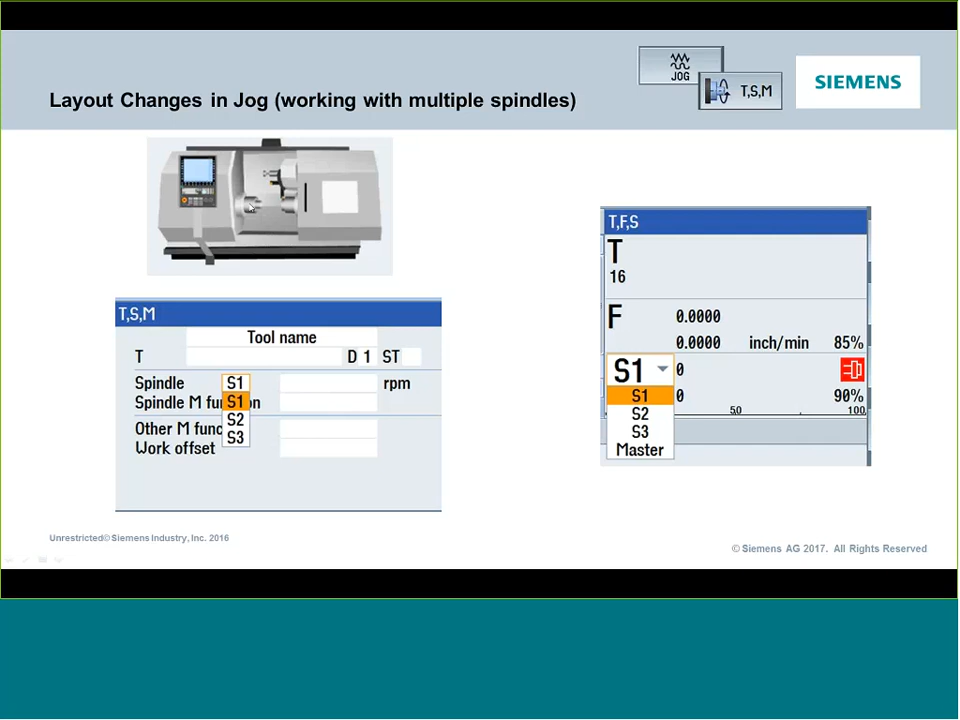 JOG
T,S,M
SIEMENS
Layout Changes in Jog (working with multiple spindles)
T,S,M
Tool name
T D 1 ST
Spindle S1 rpm
Spindle M fu S1 on
S2
Other M func
S3
Work offset
T,F,S
T
16
F 0.0000
0.0000 inch/min 85%
S1 0
S1 0 90%
S2 50 100
S3
Master
Unrestricted© Siemens Industry, Inc. 2016
© Siemens AG 2017. All Rights Reserved